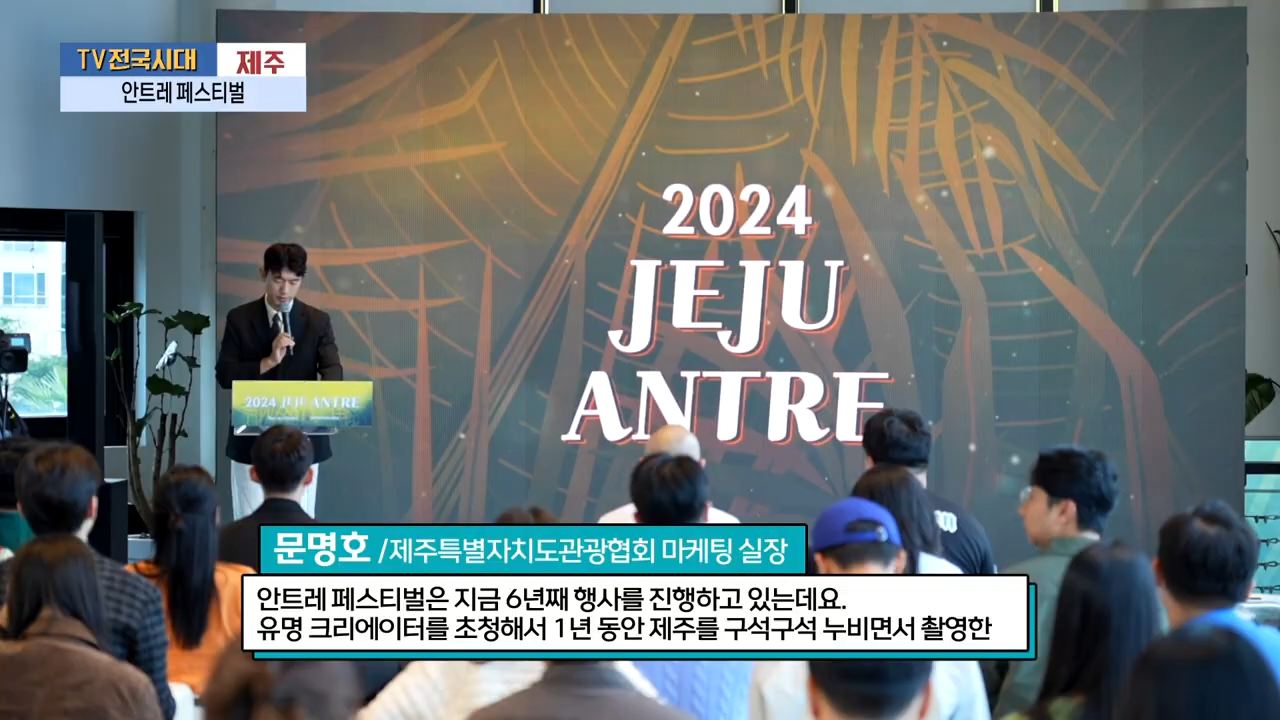 TV전국시대 제주
안트레 페스티벌
2024
JEJU
ANTRE
2024 JEJU ANTRE
문명호 /제주특별자치도관광협회 마케팅 실장
안트레 페스티벌은 지금 6년째 행사를 진행하고 있는데요.
유명 크리에이터를 초청해서 1년 동안 제주를 구석구석 누비면서 촬영한